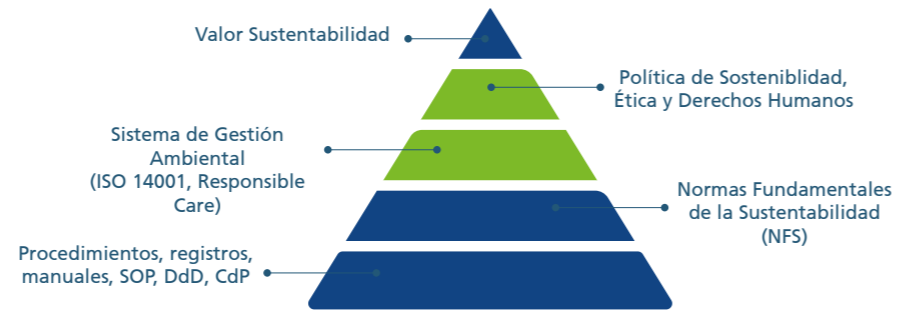 Valor Sustentabilidad
Política de Sosteniblidad,
Ética y Derechos Humanos
Sistema de Gestión
Ambiental
(ISO 14001, Responsible
Care)
Normas Fundamentales
de la Sustentabilidad
(NFS)
Procedimientos, registros,
manuales, SOP, DdD, CdP